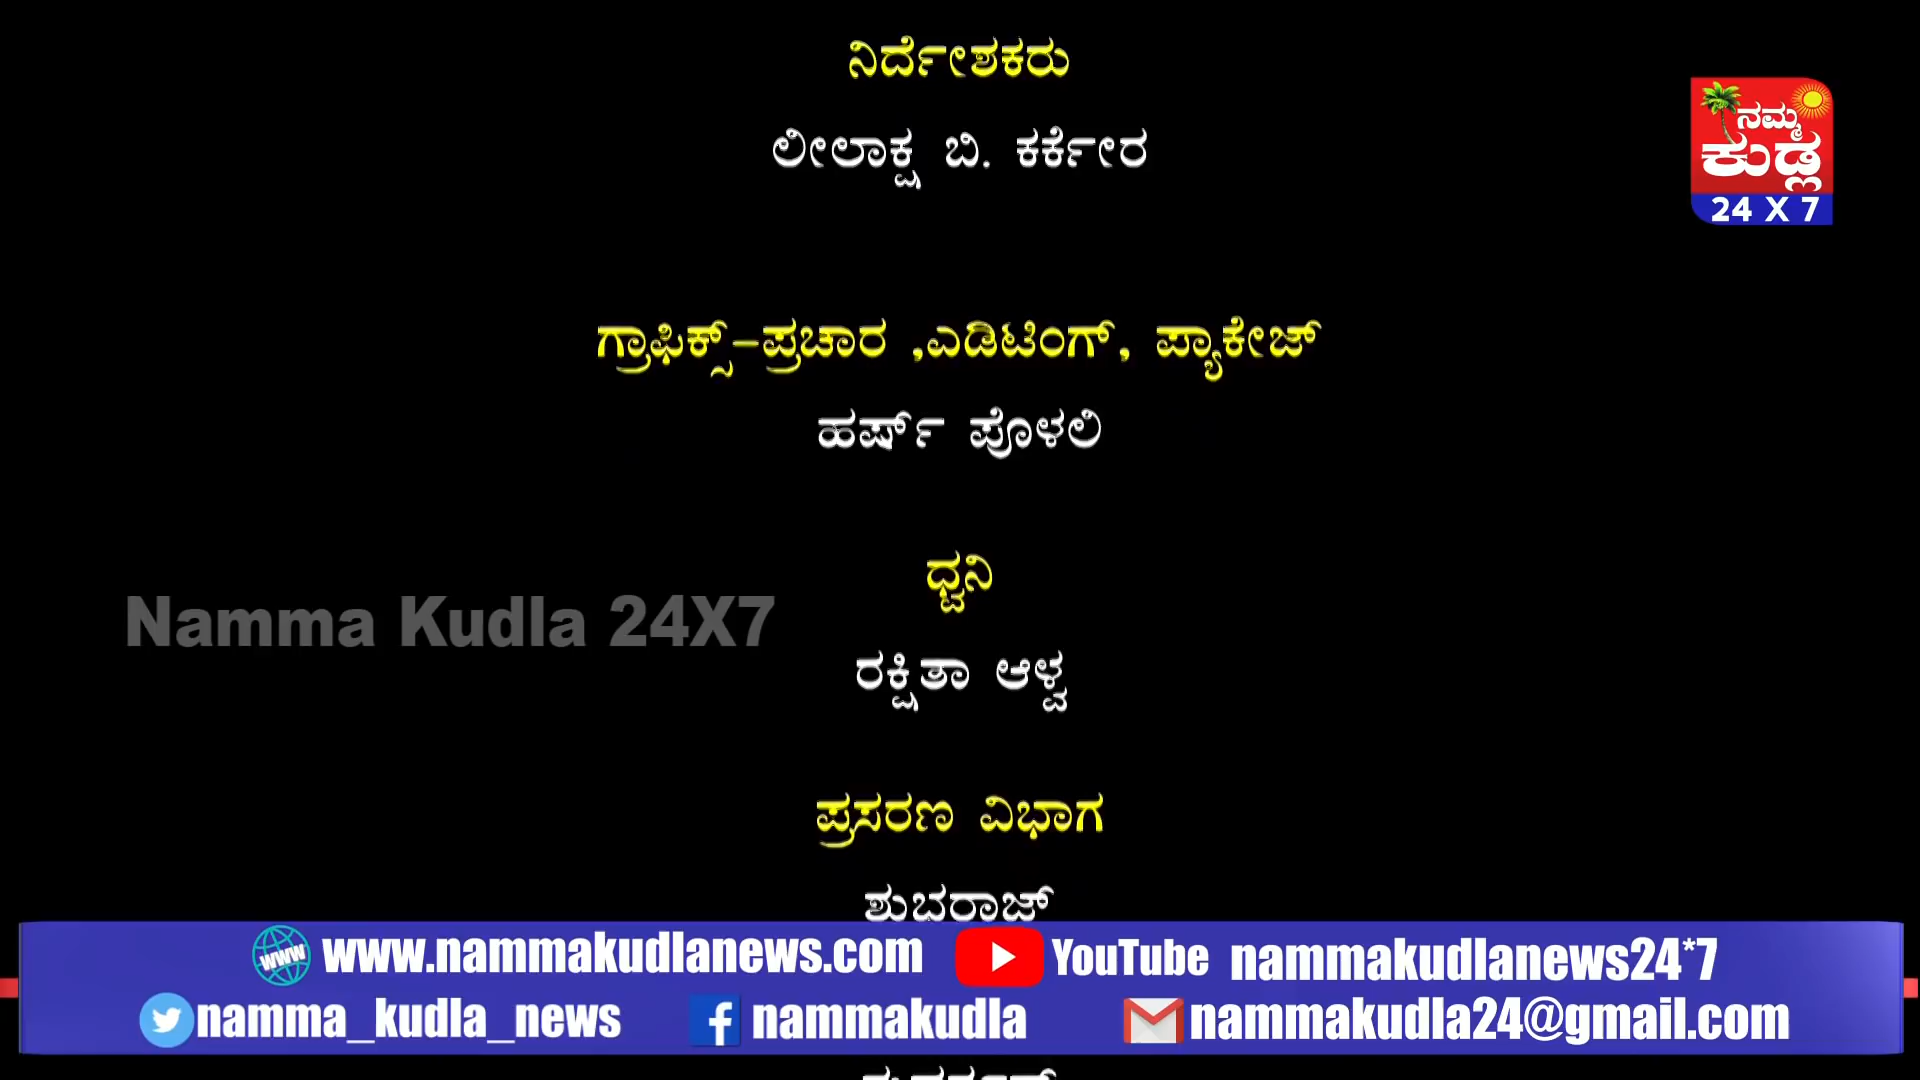 ನಿರ್ದೇಶಕರು
ಲೀಲಾಕ್ಷ ಬಿ. ಕರ್ಕೇರ
ನಮ್ಮ
ಕುಡ್ಲ
24 X 7
ಗ್ರಾಫಿಕ್ಸ್-ಪ್ರಚಾರ ,ಎಡಿಟಿಂಗ್, ಪ್ಯಾಕೇಜ್
ಹರ್ಷ್ ಪೊಳಲಿ
ಧ್ವನಿ
Namma Kudla 24X7
ರಕ್ಷಿತಾ ಆಳ್ವ
ಪ್ರಸರಣ ವಿಭಾಗ
ಶುಭರಾಜ್
www www.nammakudlanews.com YouTube nammakudlanews24*7
namma_kudla_news f nammakudla nammakudla24@gmail.com